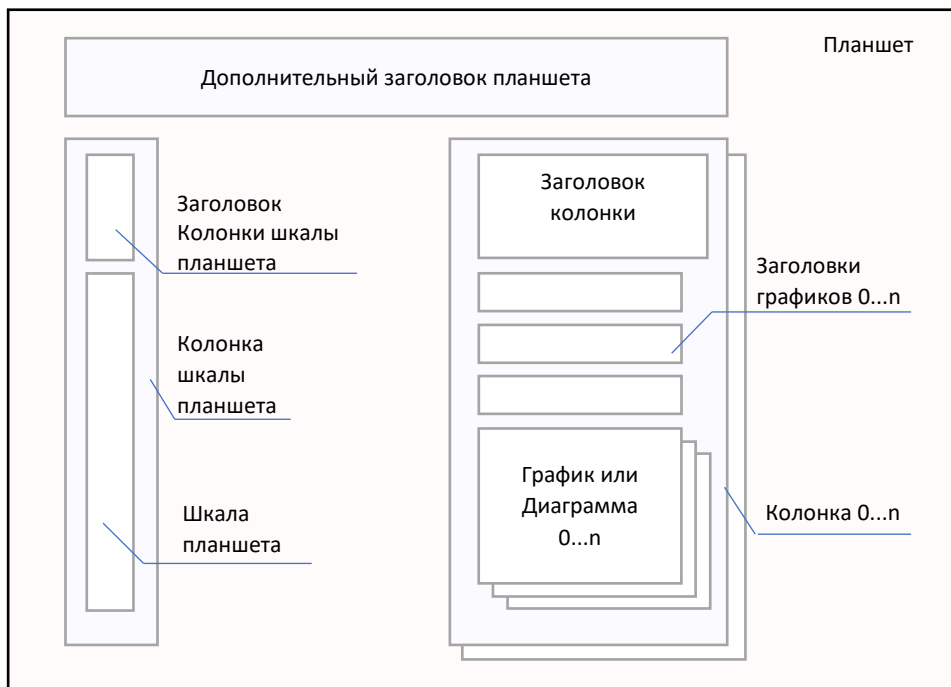 Планшет
Дополнительный заголовок планшета
Заголовок
Колонки шкалы
планшета
Колонка
шкалы
планшета
Шкала
планшета
Заголовок
колонки
Заголовки
графиков 0...n
График или
Диаграмма
0...n
Колонка 0...n